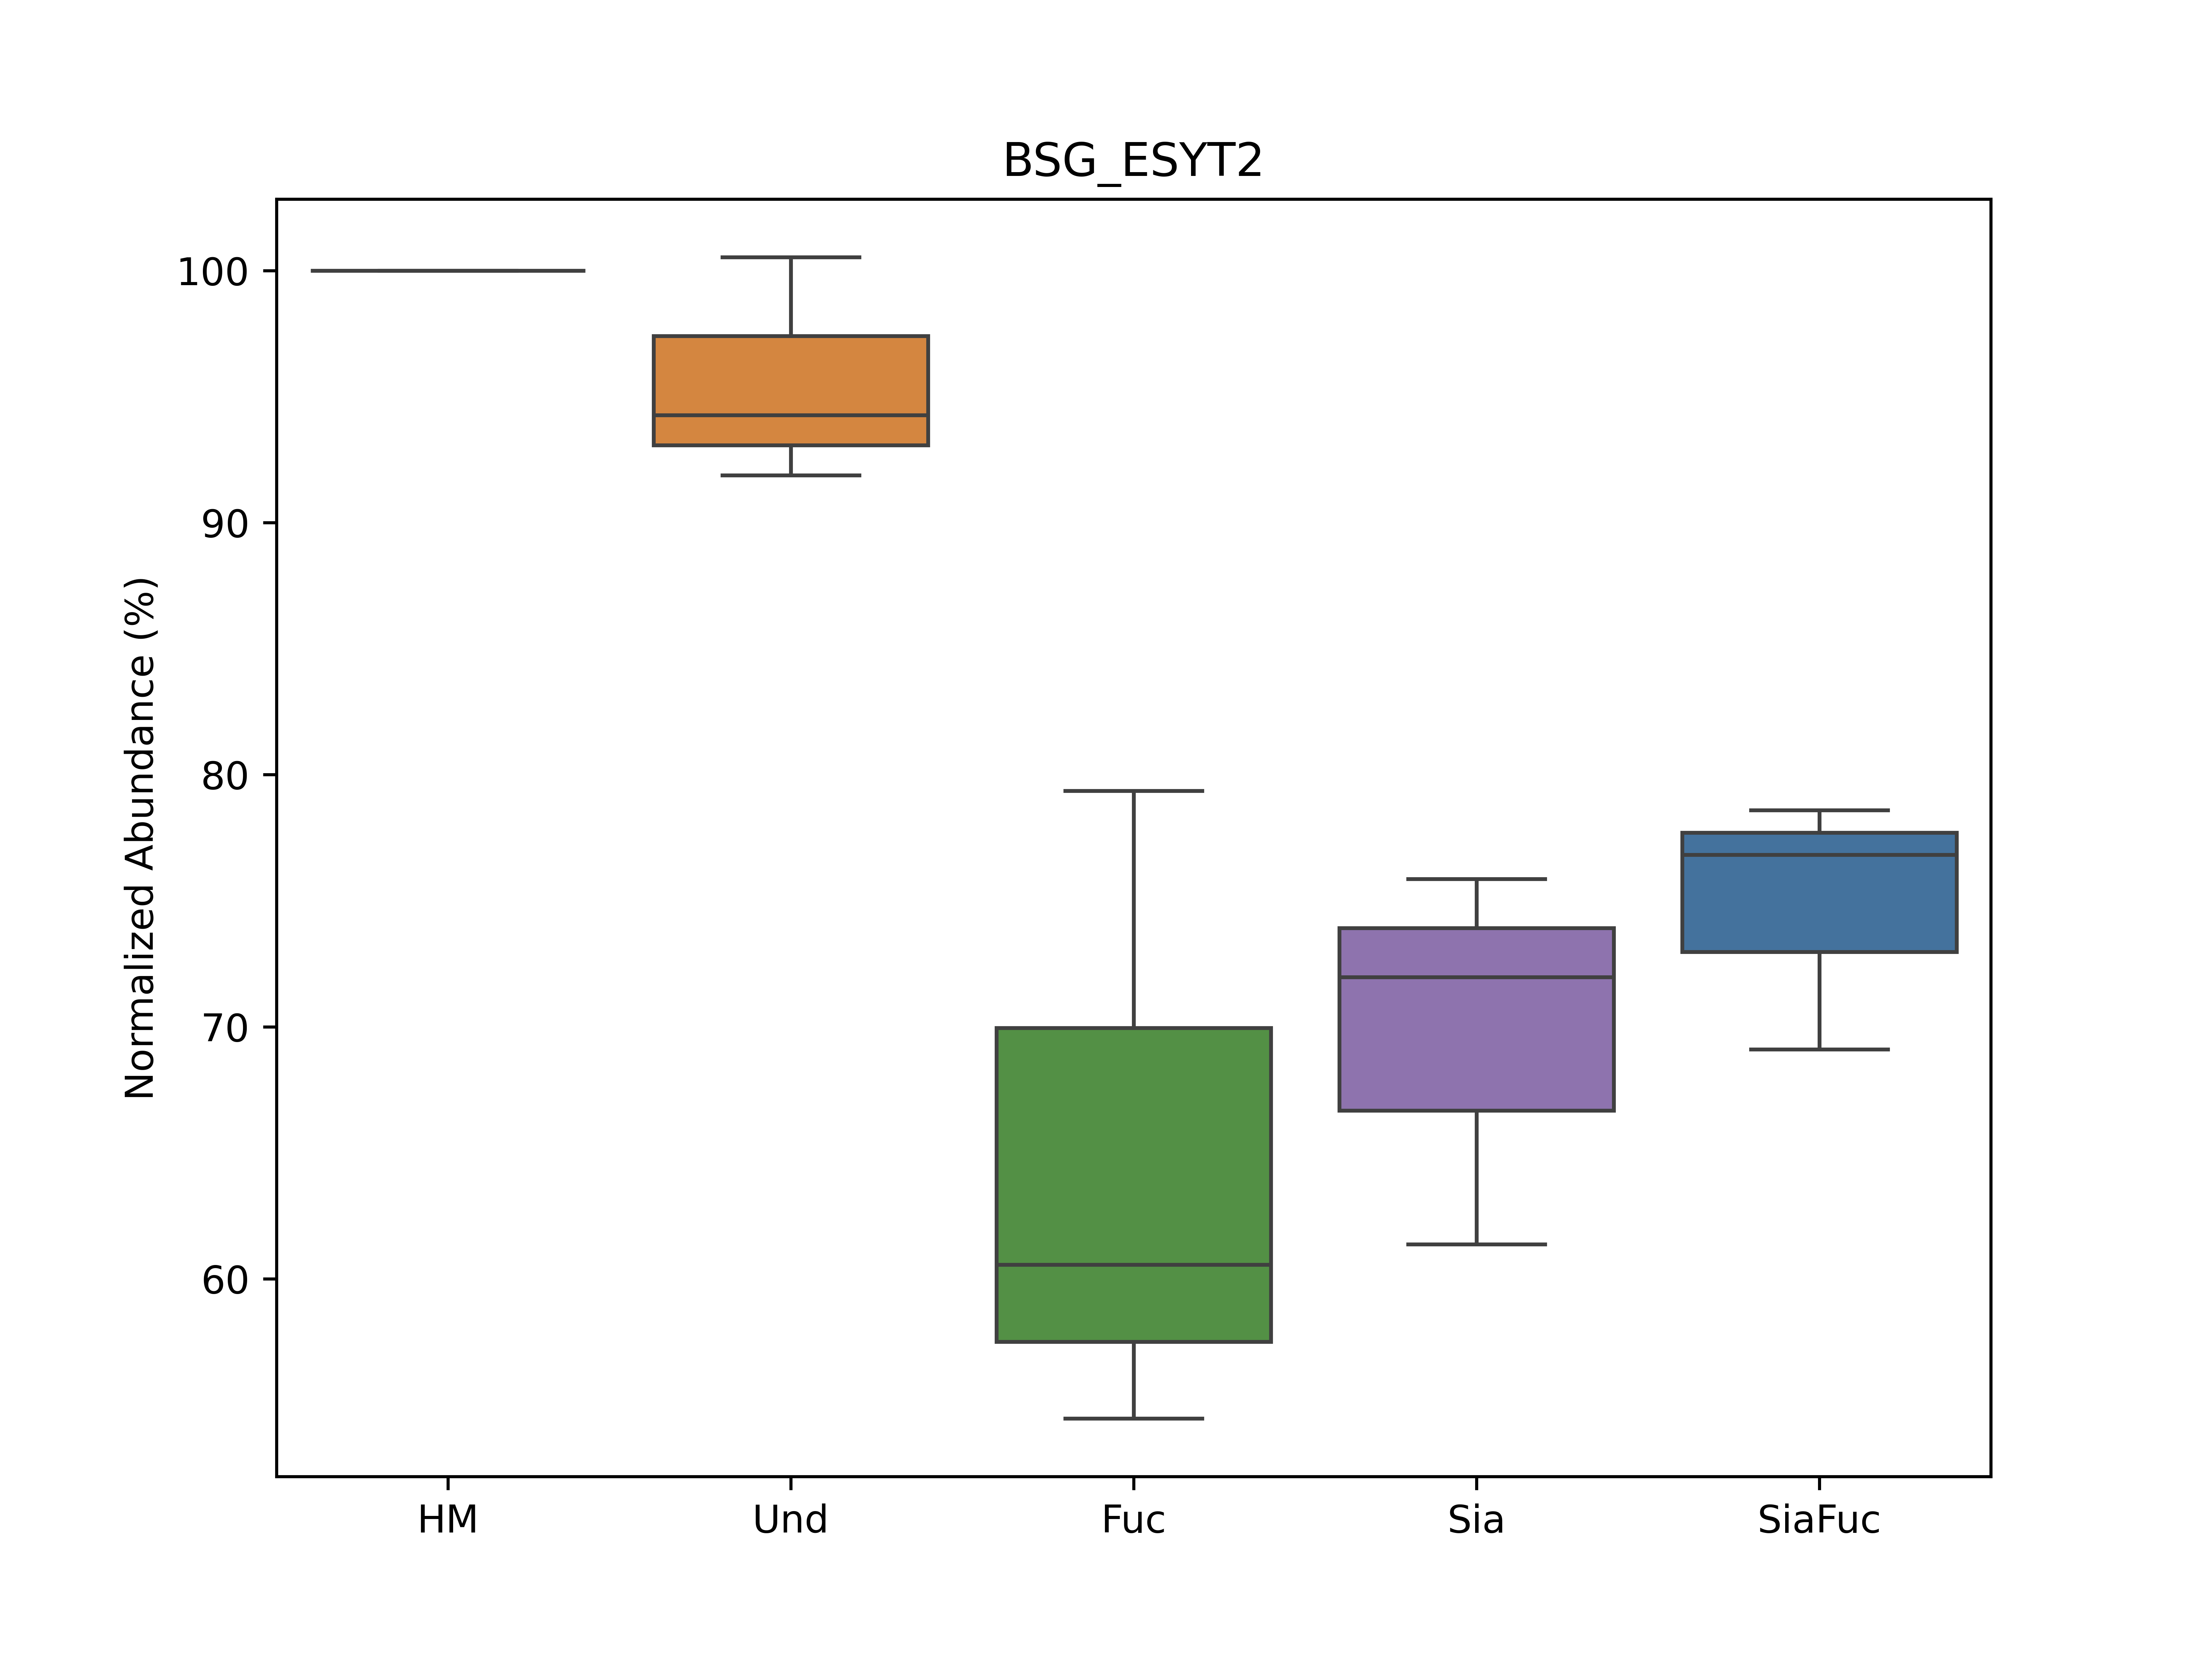 BSG_ESYT2
Normalized Abundance (%)
100
90
80
70
60
HM Und Fuc Sia SiaFuc